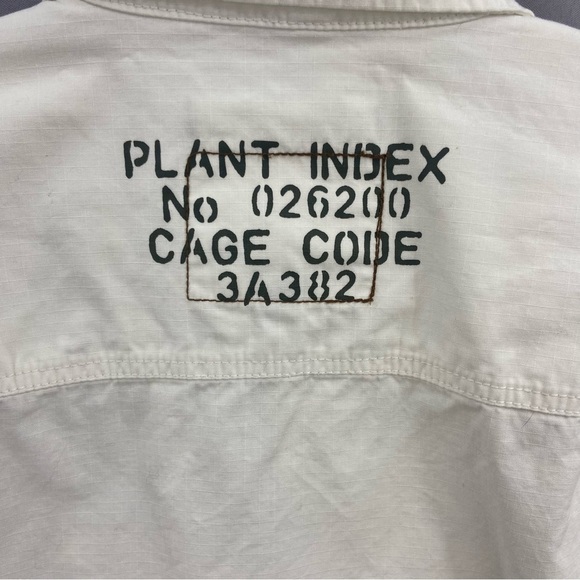 PLANT INDEX
No 026200
CAGE CODE
3A382